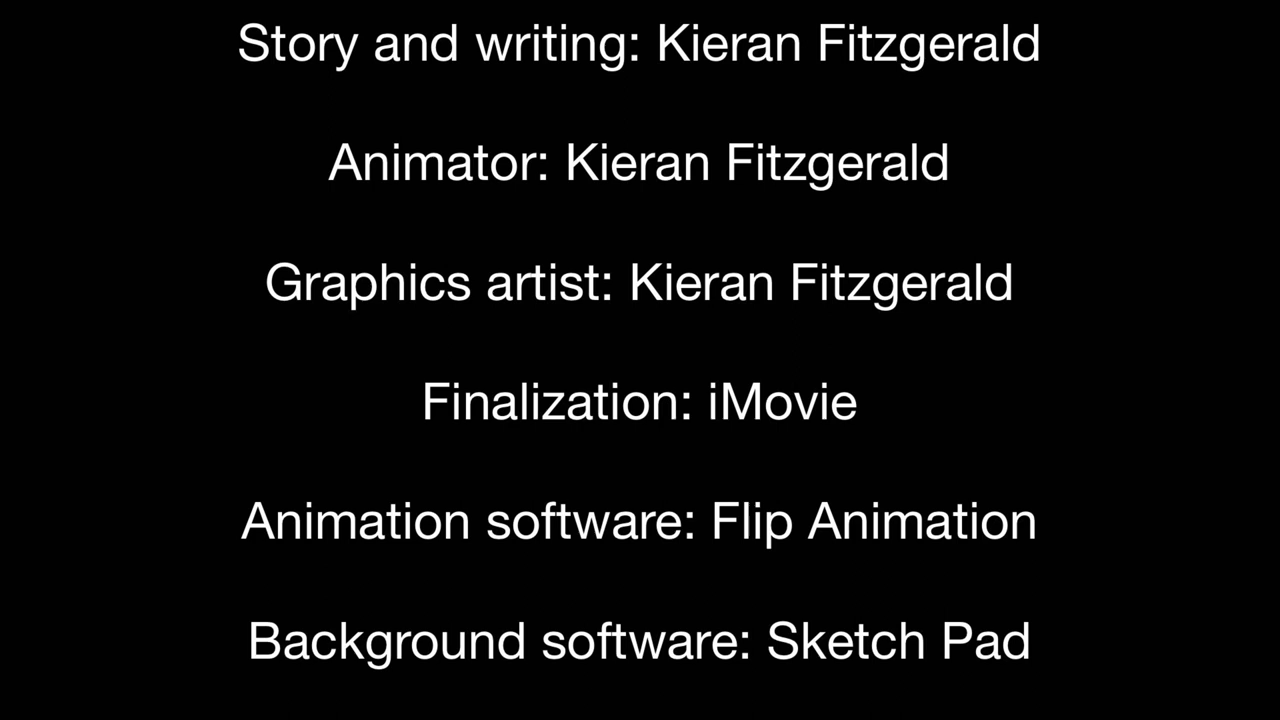 Story and writing: Kieran Fitzgerald
Animator: Kieran Fitzgerald
Graphics artist: Kieran Fitzgerald
Finalization: iMovie
Animation software: Flip Animation
Background software: Sketch Pad